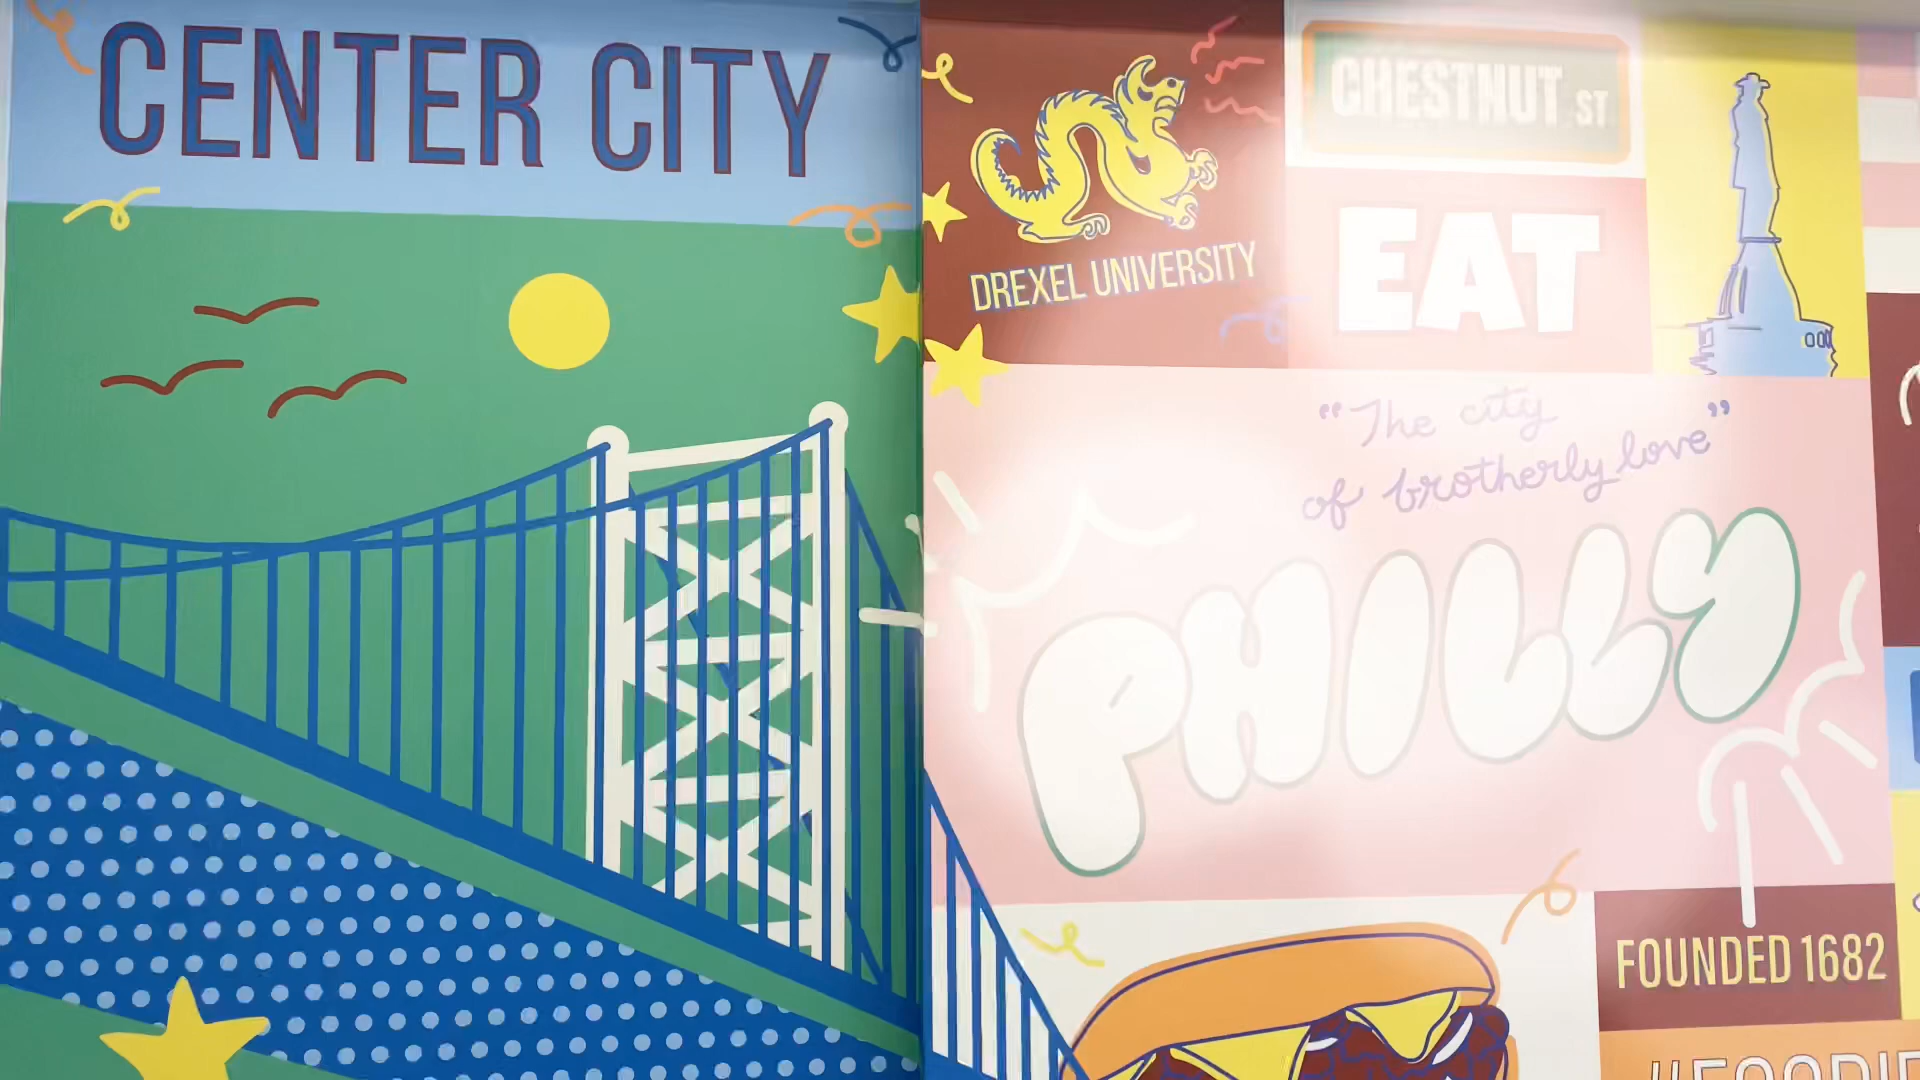 CENTER CITY
DREXEL UNIVERSITY
CHESTNUT ST
EAT
"The city
of brotherly love"
PHILLY
FOUNDED 1682